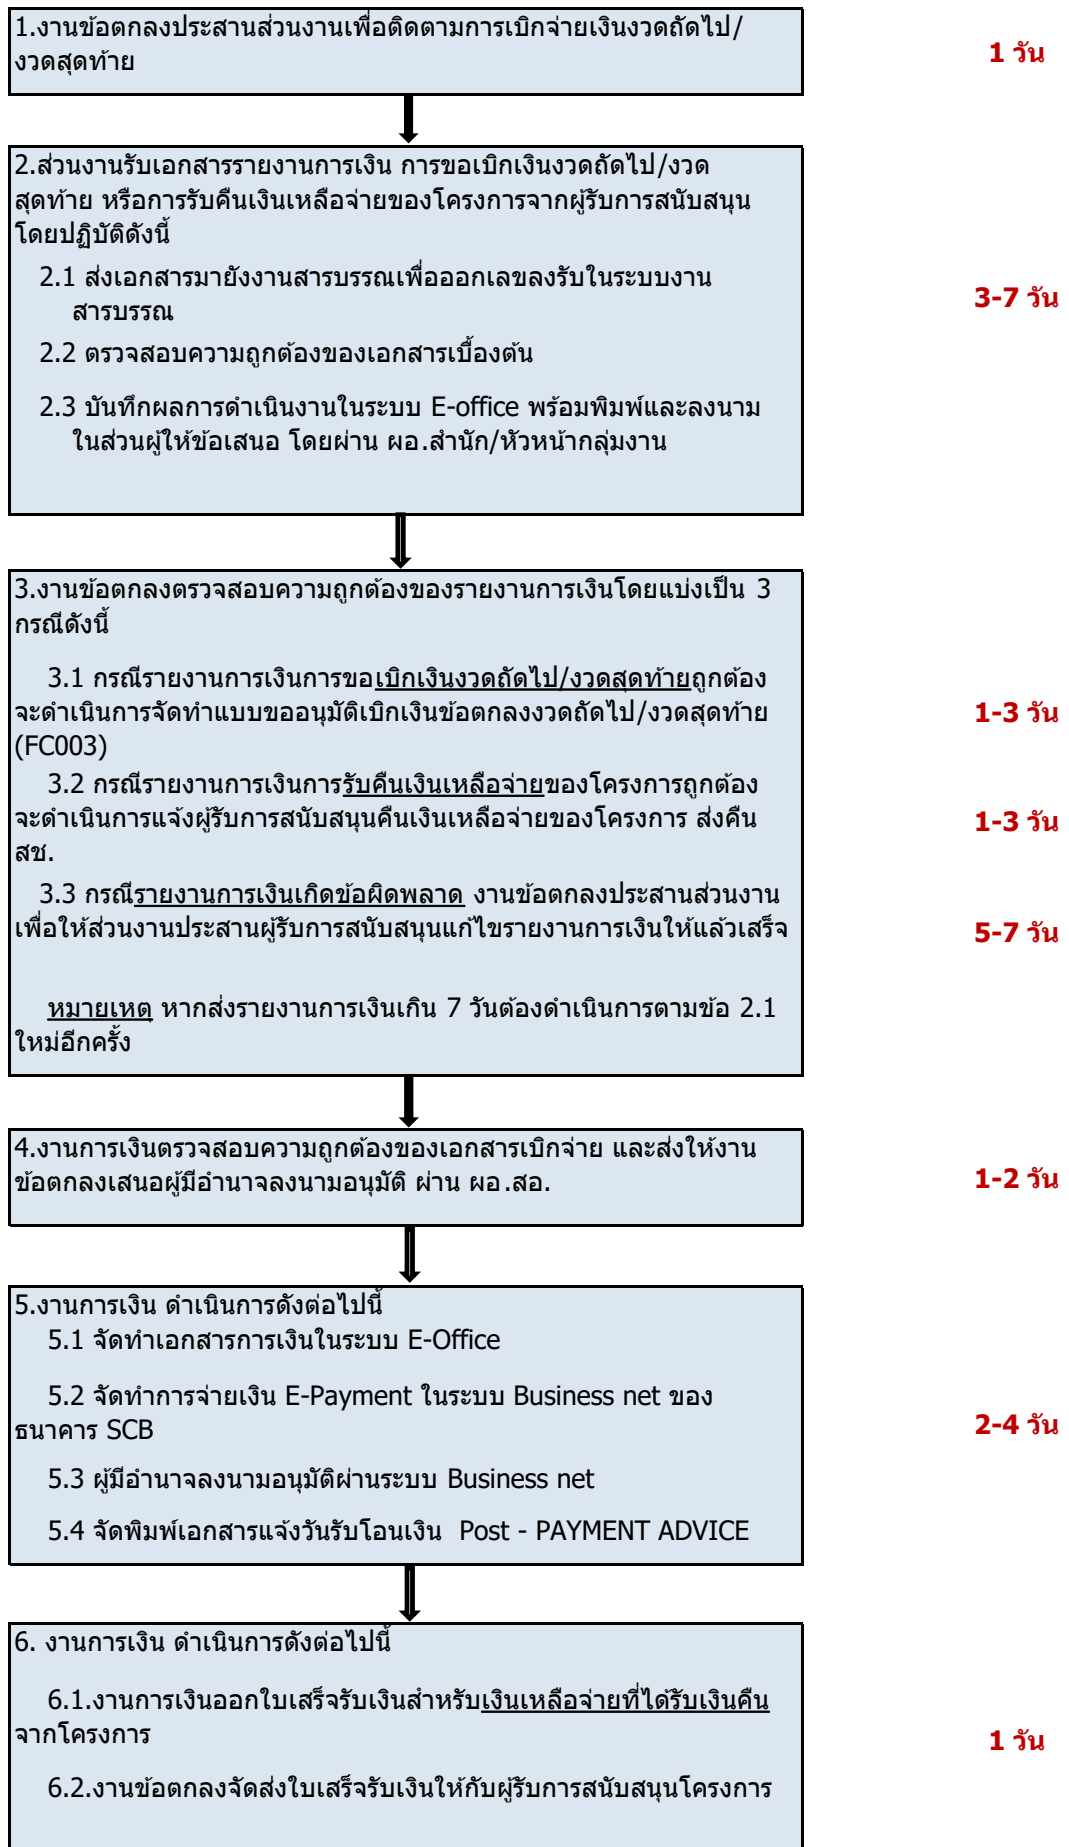 1.งานข้อตกลงประสานส่วนงานเพื่อติดตามการเบิกจ่ายเงินงวดถัดไป/
งวดสุดท้าย
1 วัน
2.ส่วนงานรับเอกสารรายงานการเงิน การขอเบิกเงินงวดถัดไป/งวด
สุดท้าย หรือการรับคืนเงินเหลือจ่ายของโครงการจากผู้รับการสนับสนุน
โดยปฏิบัติดังนี้
2.1 ส่งเอกสารมายังงานสารบรรณเพื่อออกเลขลงรับในระบบงาน
สารบรรณ
3-7 วัน
2.2 ตรวจสอบความถูกต้องของเอกสารเบื้องต้น
2.3 บันทึกผลการดำเนินงานในระบบ E-office พร้อมพิมพ์และลงนาม
ในส่วนผู้ให้ข้อเสนอ โดยผ่าน ผอ.สำนัก/หัวหน้ากลุ่มงาน
3.งานข้อตกลงตรวจสอบความถูกต้องของรายงานการเงินโดยแบ่งเป็น 3
กรณีดังนี้
3.1 กรณีรายงานการเงินการขอเบิกเงินงวดถัดไป/งวดสุดท้ายถูกต้อง
จะดำเนินการจัดทำแบบขออนุมัติเบิกเงินข้อตกลงงวดถัดไป/งวดสุดท้าย
(FC003)
1-3 วัน
3.2 กรณีรายงานการเงินการรับคืนเงินเหลือจ่ายของโครงการถูกต้อง
จะดำเนินการแจ้งผู้รับการสนับสนุนคืนเงินเหลือจ่ายของโครงการ ส่งคืน
สช.
1-3 วัน
3.3 กรณีรายงานการเงินเกิดข้อผิดพลาด งานข้อตกลงประสานส่วนงาน
เพื่อให้ส่วนงานประสานผู้รับการสนับสนุนแก้ไขรายงานการเงินให้แล้วเสร็จ
5-7 วัน
หมายเหตุ หากส่งรายงานการเงินเกิน 7 วันต้องดำเนินการตามข้อ 2.1
ใหม่อีกครั้ง
4.งานการเงินตรวจสอบความถูกต้องของเอกสารเบิกจ่าย และส่งให้งาน
ข้อตกลงเสนอผู้มีอำนาจลงนามอนุมัติ ผ่าน ผอ.สอ.
1-2 วัน
5.งานการเงิน ดำเนินการดังต่อไปนี้
5.1 จัดทำเอกสารการเงินในระบบ E-Office
5.2 จัดทำการจ่ายเงิน E-Payment ในระบบ Business net ของ
ธนาคาร SCB
2-4 วัน
5.3 ผู้มีอำนาจลงนามอนุมัติผ่านระบบ Business net
5.4 จัดพิมพ์เอกสารแจ้งวันรับโอนเงิน Post - PAYMENT ADVICE
6. งานการเงิน ดำเนินการดังต่อไปนี้
6.1.งานการเงินออกใบเสร็จรับเงินสำหรับเงินเหลือจ่ายที่ได้รับเงินคืน
จากโครงการ
1 วัน
6.2.งานข้อตกลงจัดส่งใบเสร็จรับเงินให้กับผู้รับการสนับสนุนโครงการ